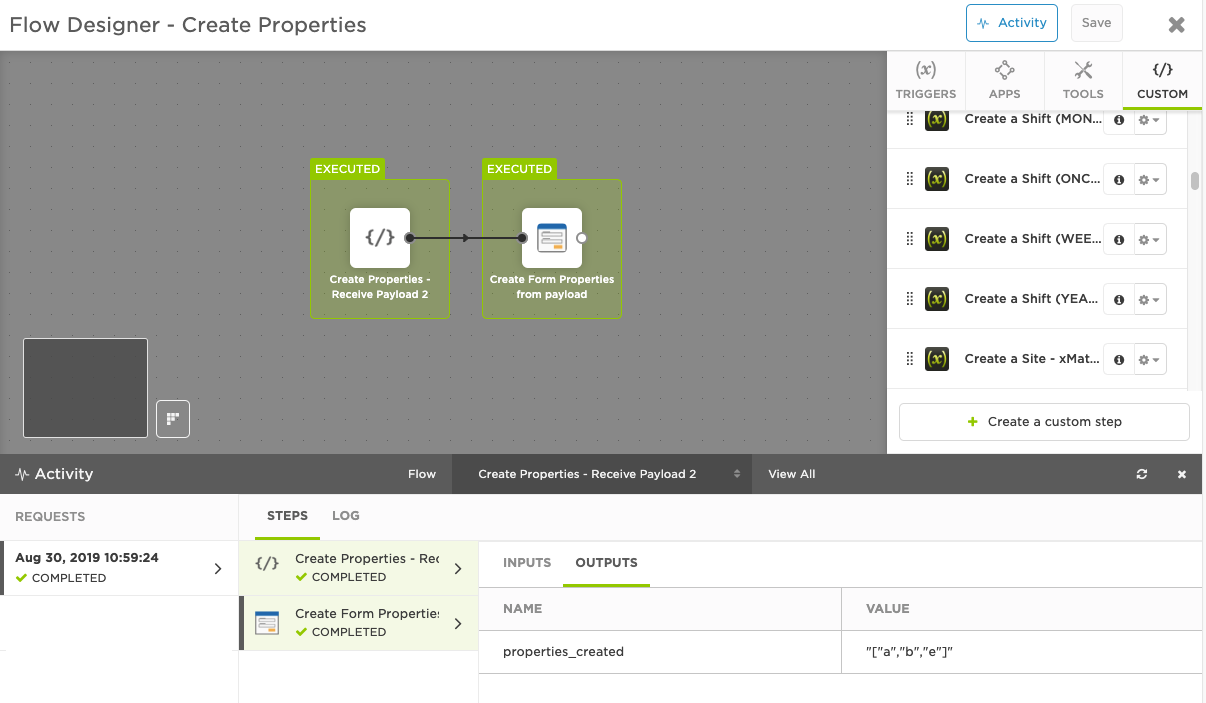 Flow Designer - Create Properties
Activity
Save
(x)
TRIGGERS
APPS
TOOLS
{/}
CUSTOM
(x)
Create a Shift (MON...
(x)
Create a Shift (ONC...
(x)
Create a Shift (WEE...
(x)
Create a Shift (YEA...
(x)
Create a Site - xMat...
+ Create a custom step
EXECUTED
{/}
Create Properties -
Receive Payload 2
EXECUTED
Create Form Properties
from payload
Activity
Flow
Create Properties - Receive Payload 2
View All
REQUESTS
Aug 30, 2019 10:59:24
COMPLETED
STEPS
LOG
{/}
Create Properties - Rec
COMPLETED
Create Form Properties
COMPLETED
INPUTS
OUTPUTS
NAME
VALUE
properties_created
"["a","b","e"]"